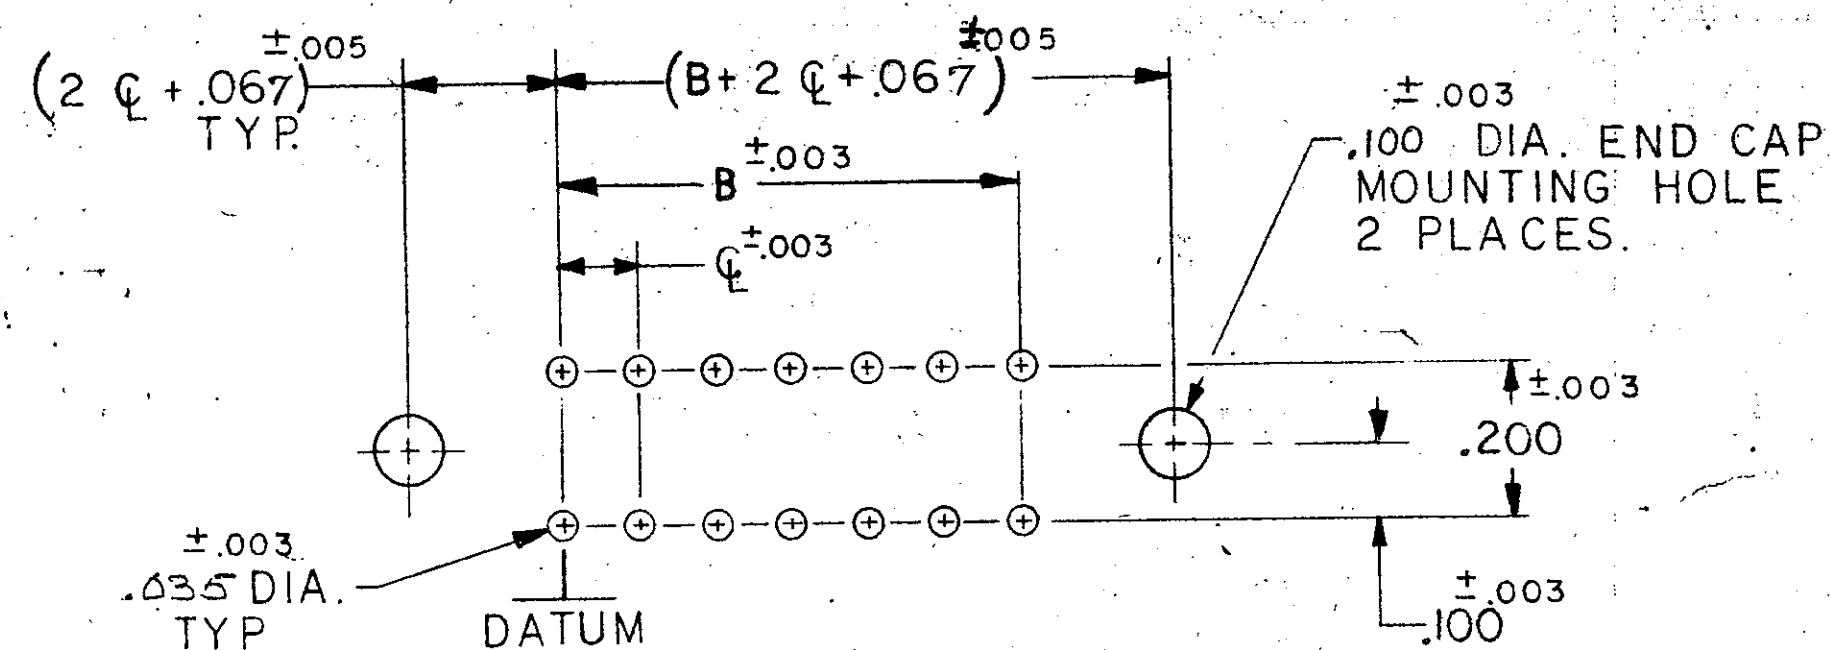 ±.005
(2 ℄ + .067)
TYP.
±.005
(B+ 2 ℄ + .067)
±.003
B
±.003
℄
±.003
.100 DIA. END CAP
MOUNTING HOLE
2 PLACES.
±.003
.200
±.003
.035 DIA.
TYP
DATUM
±.003
.100